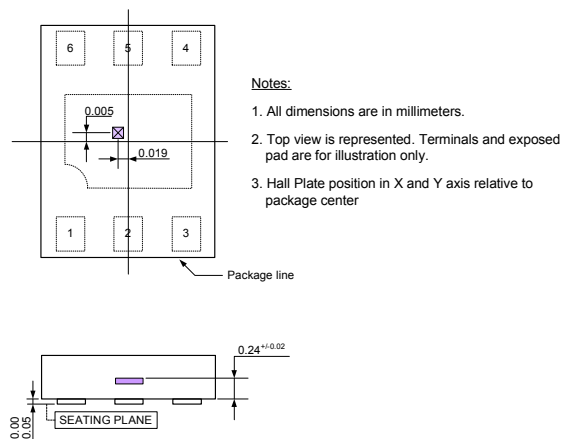 6 5 4
0.005
0.019
1 2 3
Package line
Notes:
1. All dimensions are in millimeters.
2. Top view is represented. Terminals and exposed
pad are for illustration only.
3. Hall Plate position in X and Y axis relative to
package center
0.24+/-0.02
0.00
0.05
SEATING PLANE